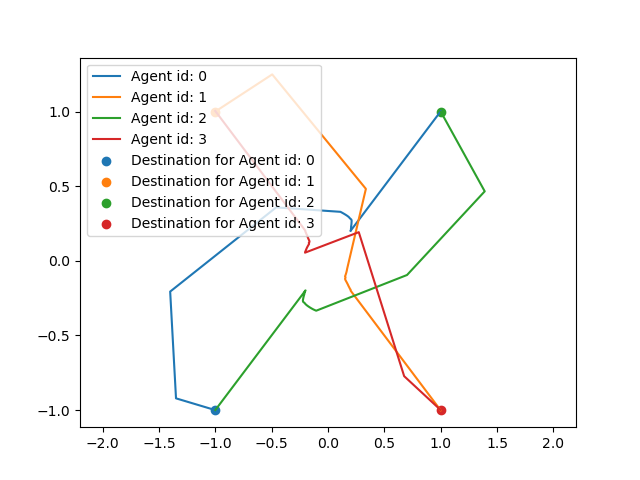 Agent id: 0
Agent id: 1
Agent id: 2
Agent id: 3
Destination for Agent id: 0
Destination for Agent id: 1
Destination for Agent id: 2
Destination for Agent id: 3
1.0
0.5
0.0
−0.5
−1.0
−2.0 −1.5 −1.0 −0.5 0.0 0.5 1.0 1.5 2.0